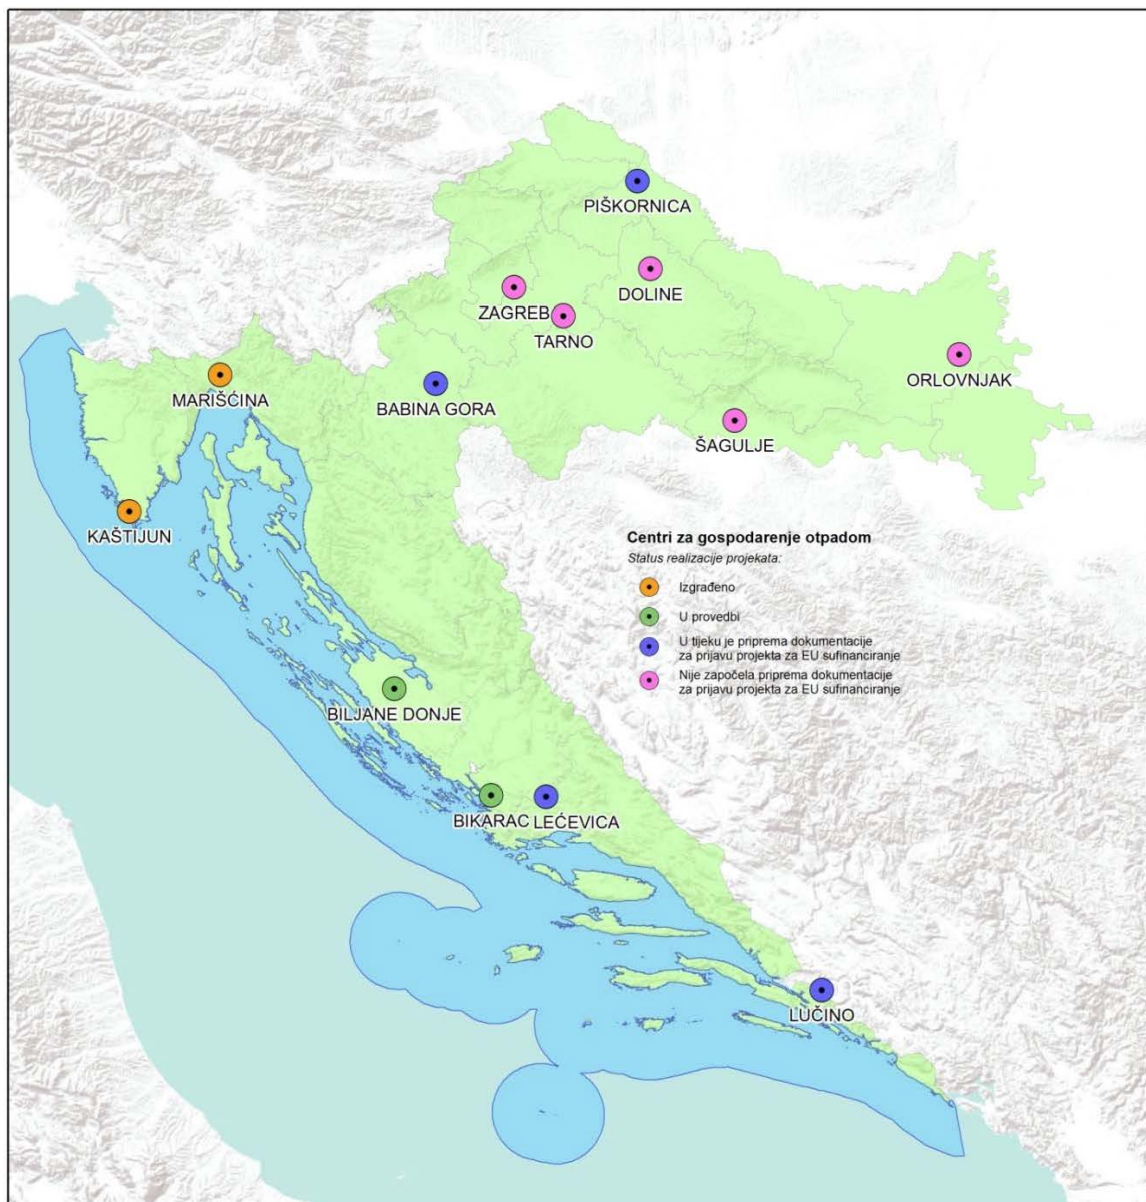 PIŠKORNICA
DOLINE
ZAGREB
TARNO
ORLOVNJAK
MARIŠĆINA
BABINA GORA
ŠAGULJE
KAŠTIJUN
Centri za gospodarenje otpadom
Status realizacije projekata:
Izgrađeno
U provedbi
U tijeku je priprema dokumentacije
za prijavu projekta za EU sufinanciranje
Nije započela priprema dokumentacije
za prijavu projekta za EU sufinanciranje
BILJANE DONJE
BIKARAC
LEĆEVICA
LUČINO